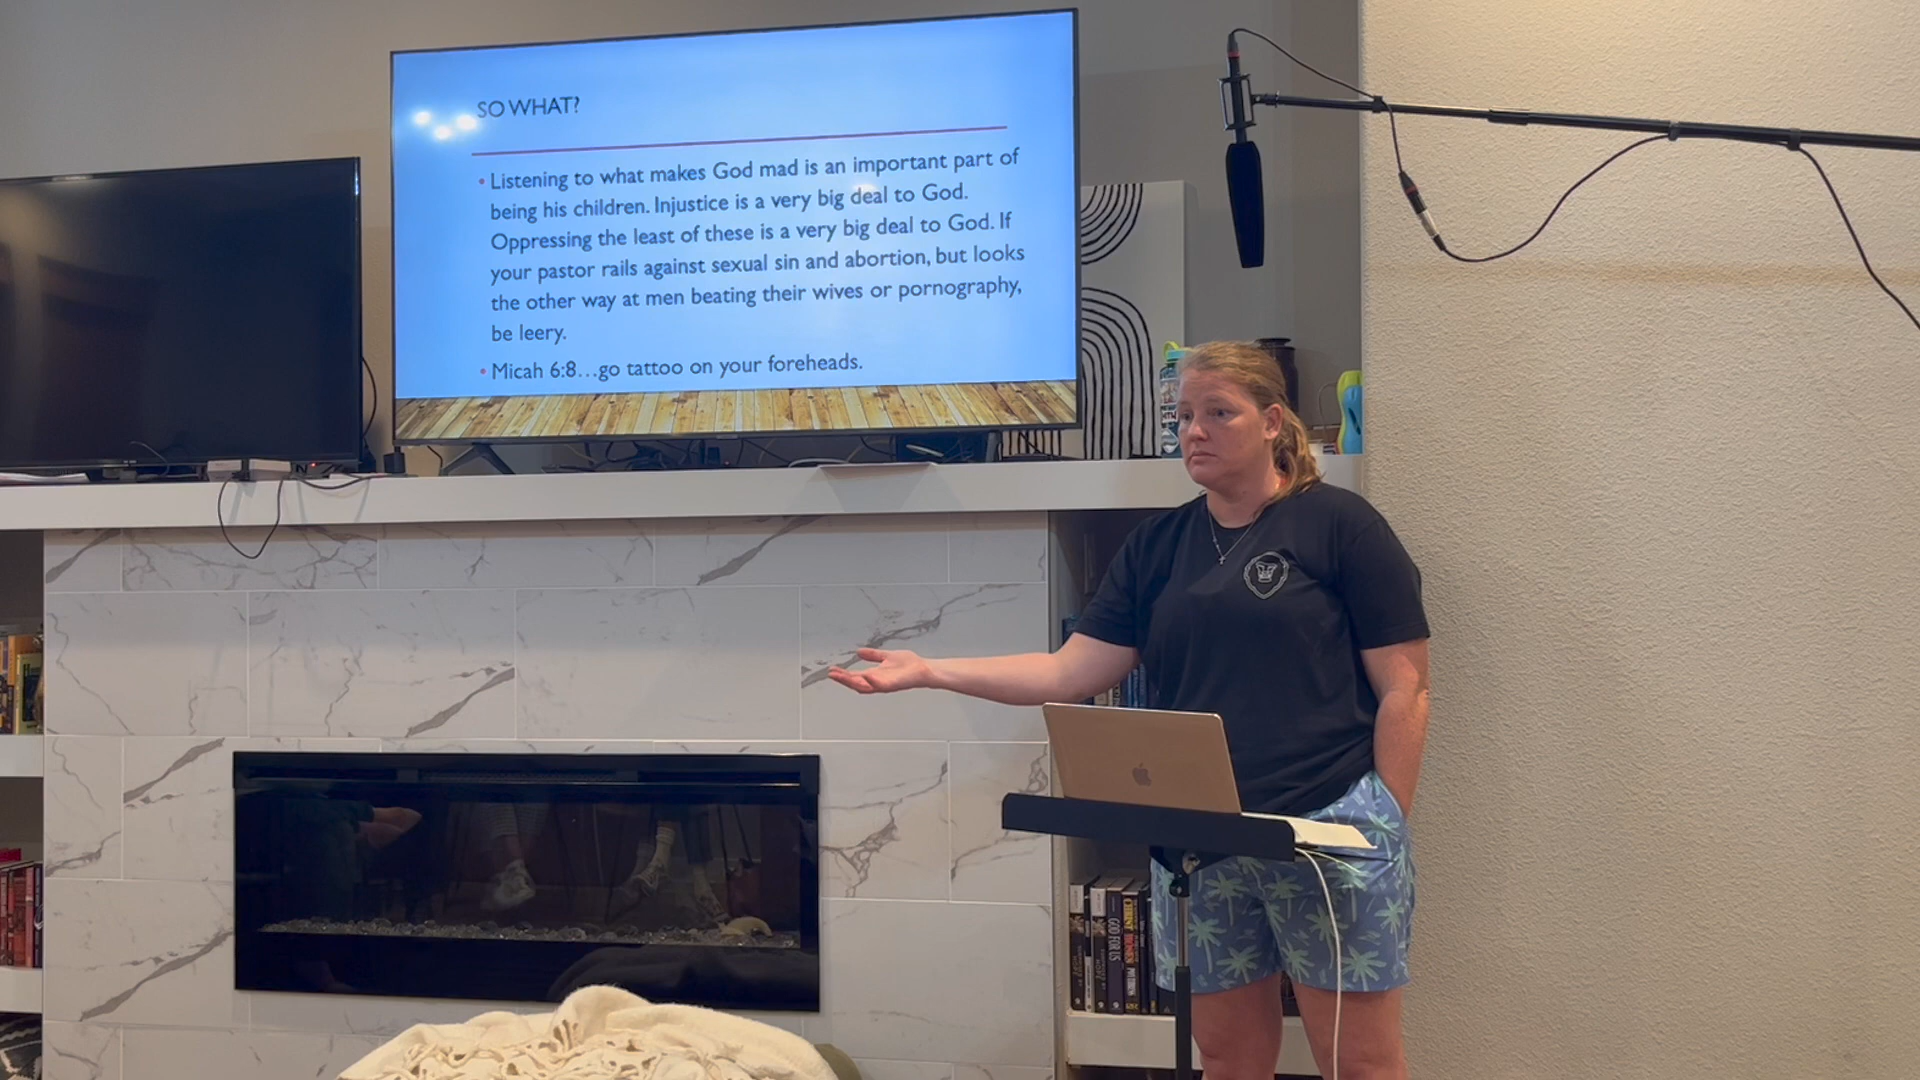 SO WHAT?
• Listening to what makes God mad is an important part of
being his children. Injustice is a very big deal to God.
Oppressing the least of these is a very big deal to God. If
your pastor rails against sexual sin and abortion, but looks
the other way at men beating their wives or pornography,
be leery.
• Micah 6:8...go tattoo on your foreheads.
GOD FOR US